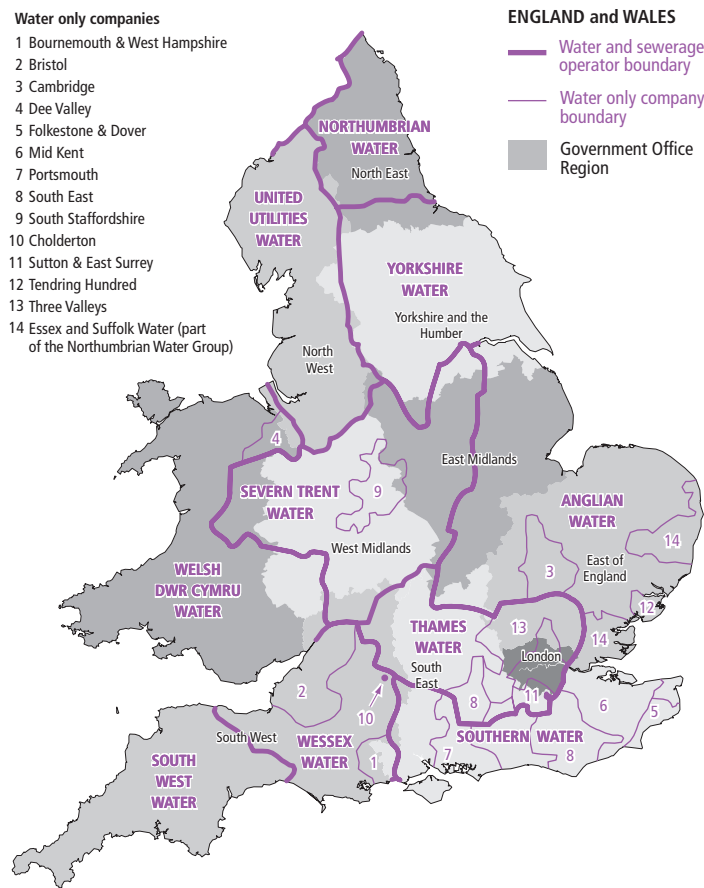 Water only companies
1 Bournemouth & West Hampshire
2 Bristol
3 Cambridge
4 Dee Valley
5 Folkestone & Dover
6 Mid Kent
7 Portsmouth
8 South East
9 South Staffordshire
10 Cholderton
11 Sutton & East Surrey
12 Tendring Hundred
13 Three Valleys
14 Essex and Suffolk Water (part
of the Northumbrian Water Group)
ENGLAND and WALES
Water and sewerage
operator boundary
Water only company
boundary
Government Office
Region
NORTHUMBRIAN
WATER
North East
UNITED
UTILITIES
WATER
YORKSHIRE
WATER
Yorkshire and the
Humber
North
West
4
East Midlands
SEVERN TRENT
WATER
9
ANGLIAN
WATER
14
West Midlands
East of
England
3
WELSH
DWR CYMRU
WATER
12
THAMES
WATER
13
14
London
South
East
2
10
8
11
6
5
South West
WESSEX
WATER
SOUTHERN WATER
7
8
1
SOUTH
WEST
WATER